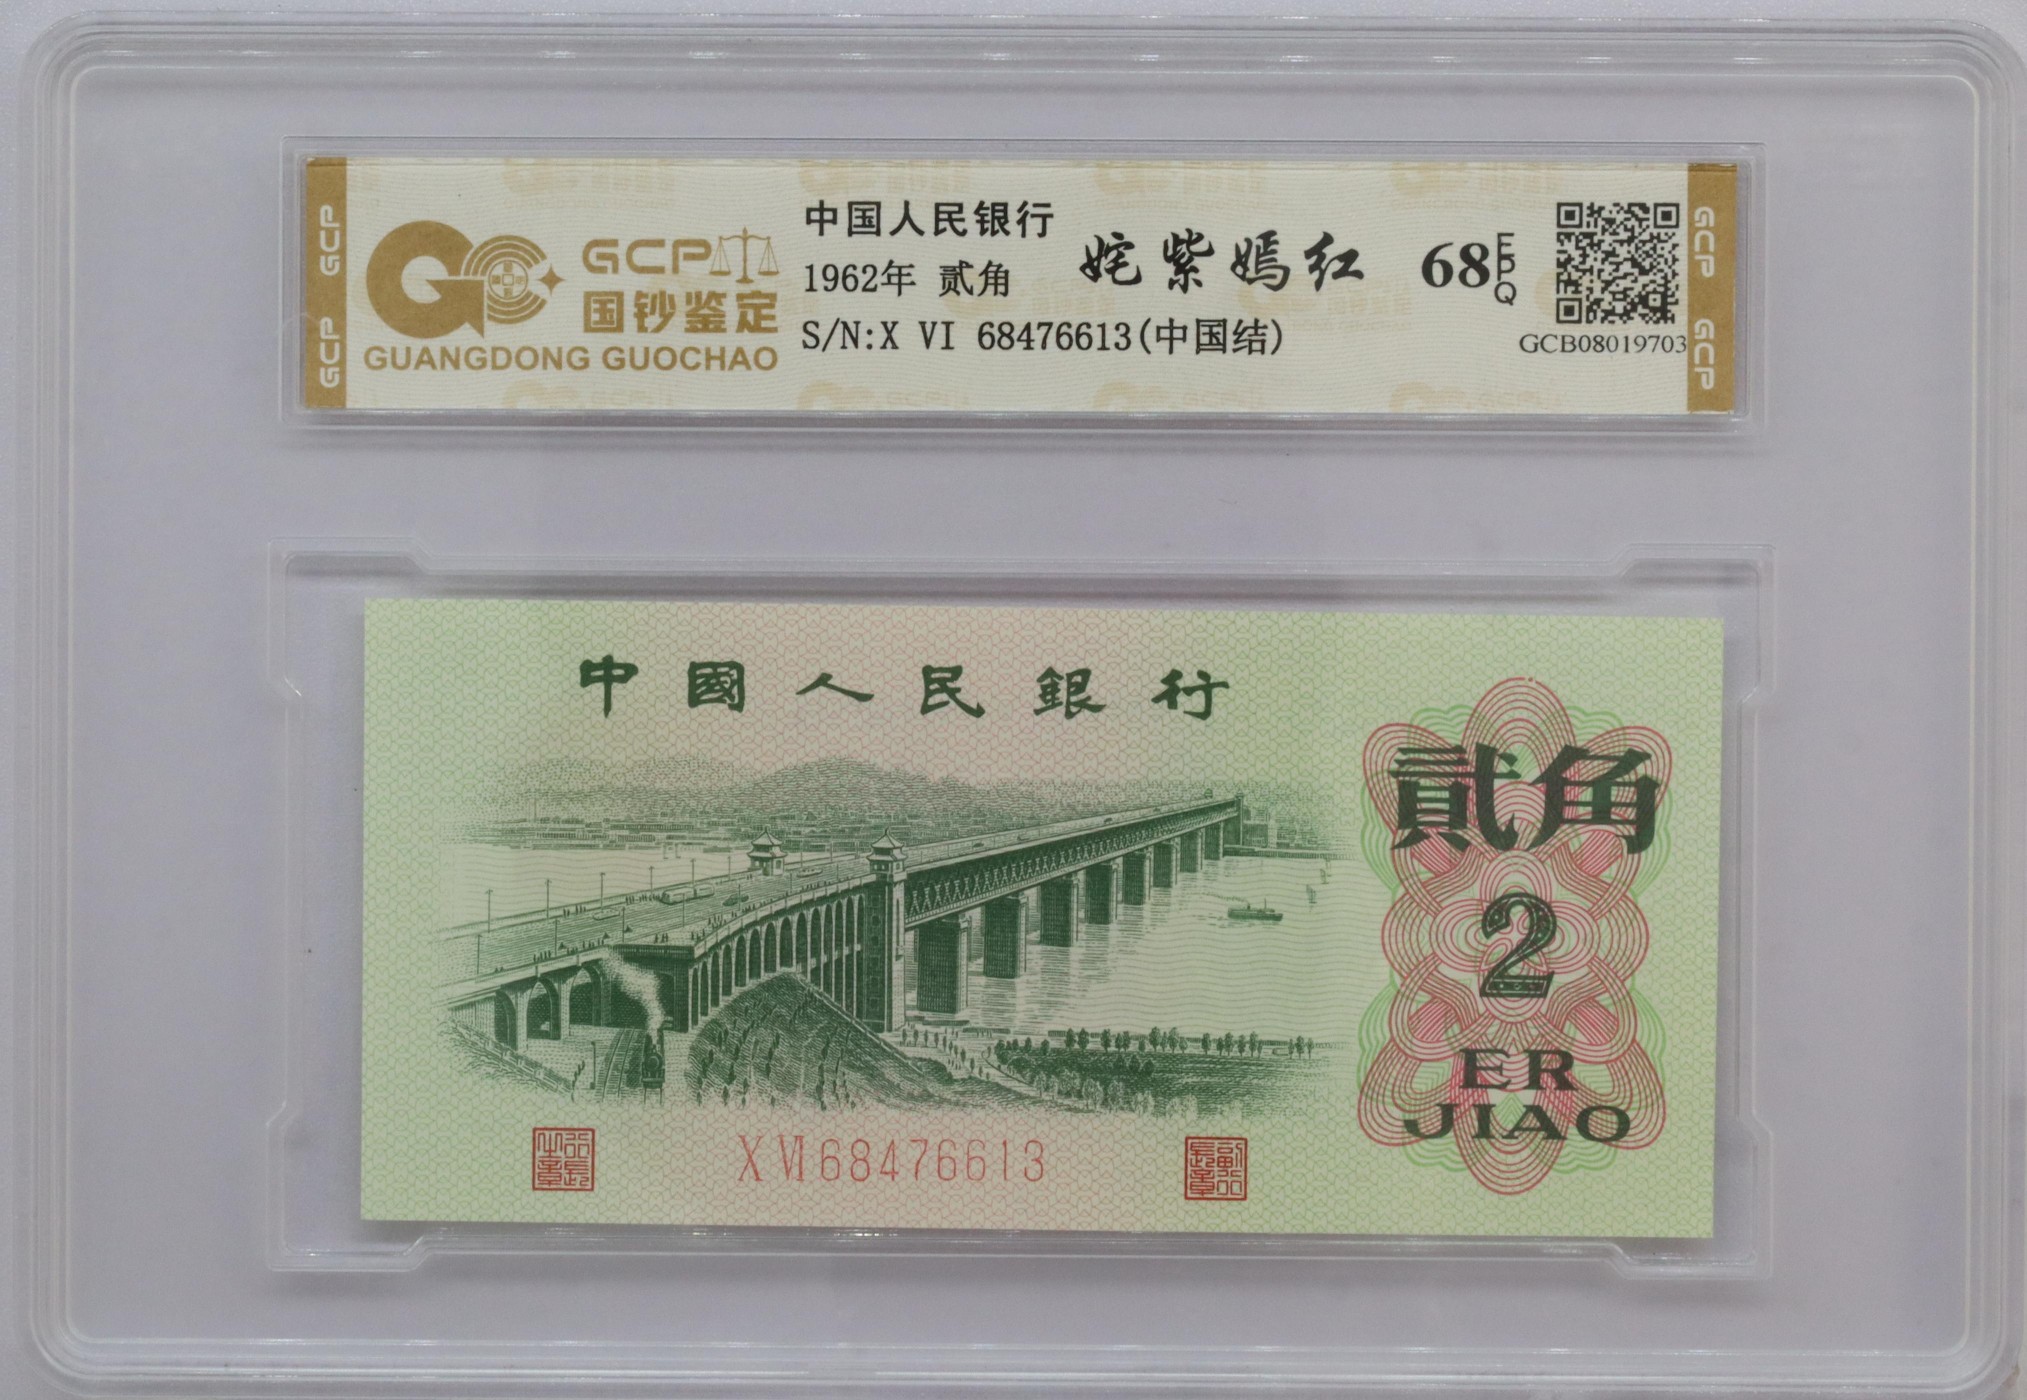 GCP
GCP
GCP
国钞鉴定
GUANGDONG GUOCHAO
中国人民银行
1962年 贰角
S/N:X VI 68476613(中国结)
姹紫嫣红
68 EPQ
GCB08019703
GCP
GCP
中國人民銀行
貳角
2
ER
JIAO
X VI 68476613